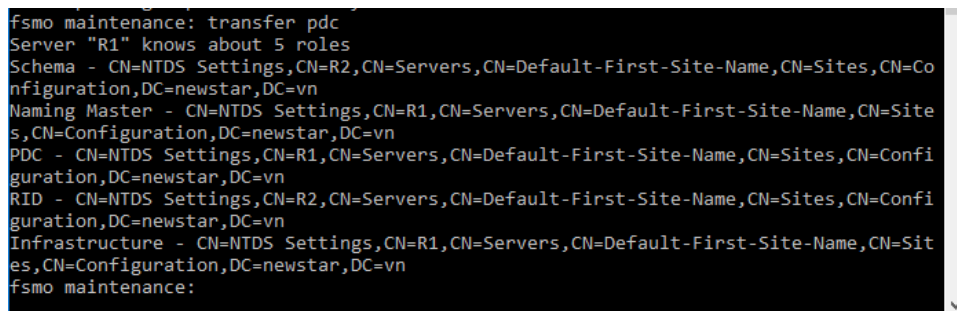 fsmo maintenance: transfer pdc
Server "R1" knows about 5 roles
Schema - CN=NTDS Settings,CN=R2,CN=Servers,CN=Default-First-Site-Name,CN=Sites,CN=Co
nfiguration,DC=newstar,DC=vn
Naming Master - CN=NTDS Settings,CN=R1,CN=Servers,CN=Default-First-Site-Name,CN=Site
s,CN=Configuration,DC=newstar,DC=vn
PDC - CN=NTDS Settings,CN=R1,CN=Servers,CN=Default-First-Site-Name,CN=Sites,CN=Confi
guration,DC=newstar,DC=vn
RID - CN=NTDS Settings,CN=R2,CN=Servers,CN=Default-First-Site-Name,CN=Sites,CN=Confi
guration,DC=newstar,DC=vn
Infrastructure - CN=NTDS Settings,CN=R1,CN=Servers,CN=Default-First-Site-Name,CN=Sit
es,CN=Configuration,DC=newstar,DC=vn
fsmo maintenance: